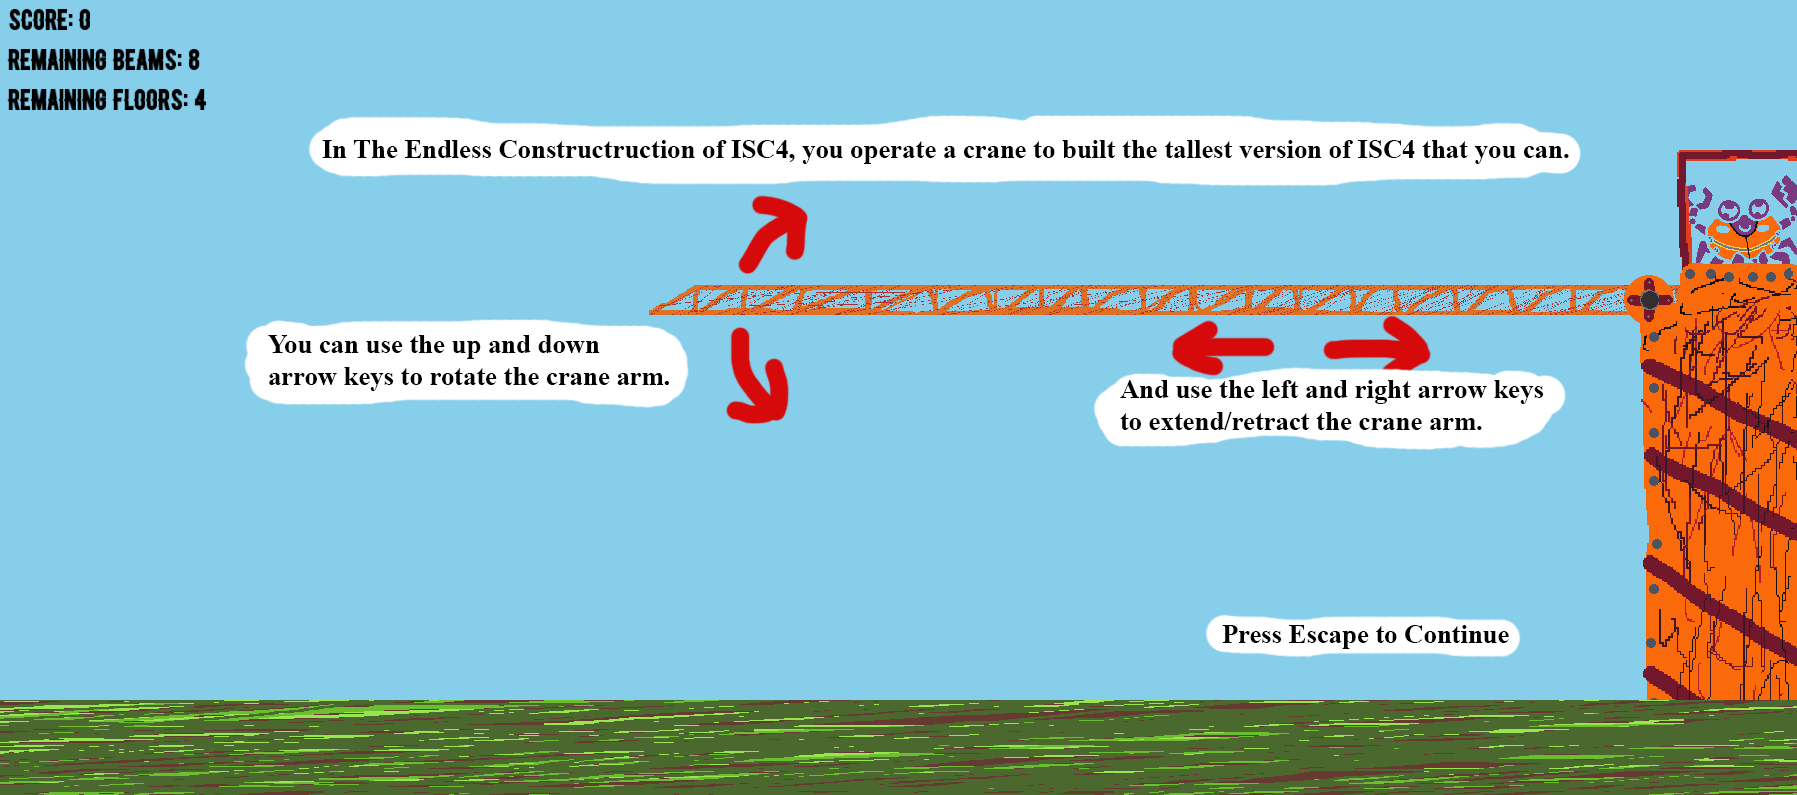 SCORE: 0
REMAINING BEAMS: 8
REMAINING FLOORS: 4
In The Endless Constructruction of ISC4, you operate a crane to built the tallest version of ISC4 that you can.
You can use the up and down
arrow keys to rotate the crane arm.
And use the left and right arrow keys
to extend/retract the crane arm.
Press Escape to Continue